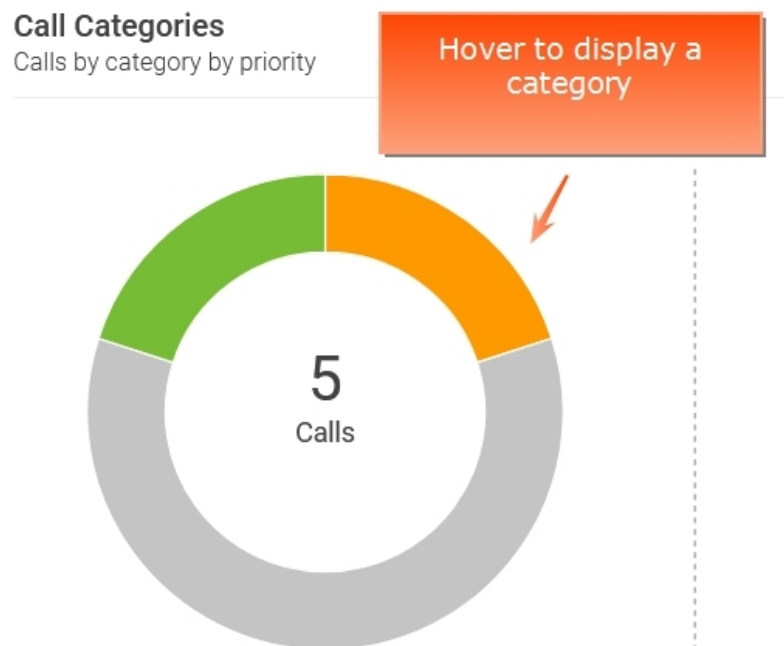 Call Categories
Calls by category by priority
Hover to display a
category
5
Calls